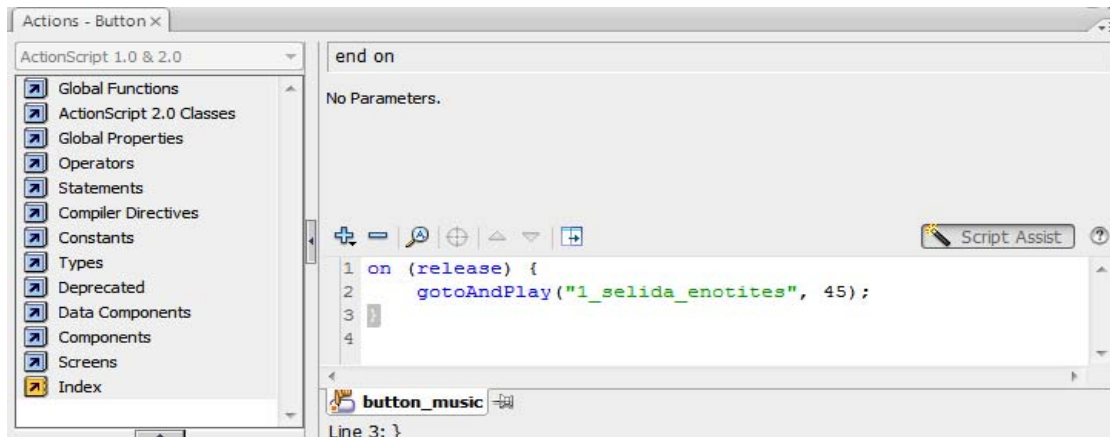 Actions - Button ×
ActionScript 1.0 & 2.0
Global Functions
ActionScript 2.0 Classes
Global Properties
Operators
Statements
Compiler Directives
Constants
Types
Deprecated
Data Components
Components
Screens
Index
end on
No Parameters.
Script Assist
1 on (release) {
2 gotoAndPlay("1_selida_enotites", 45);
3 }
4
button_music
Line 3: }